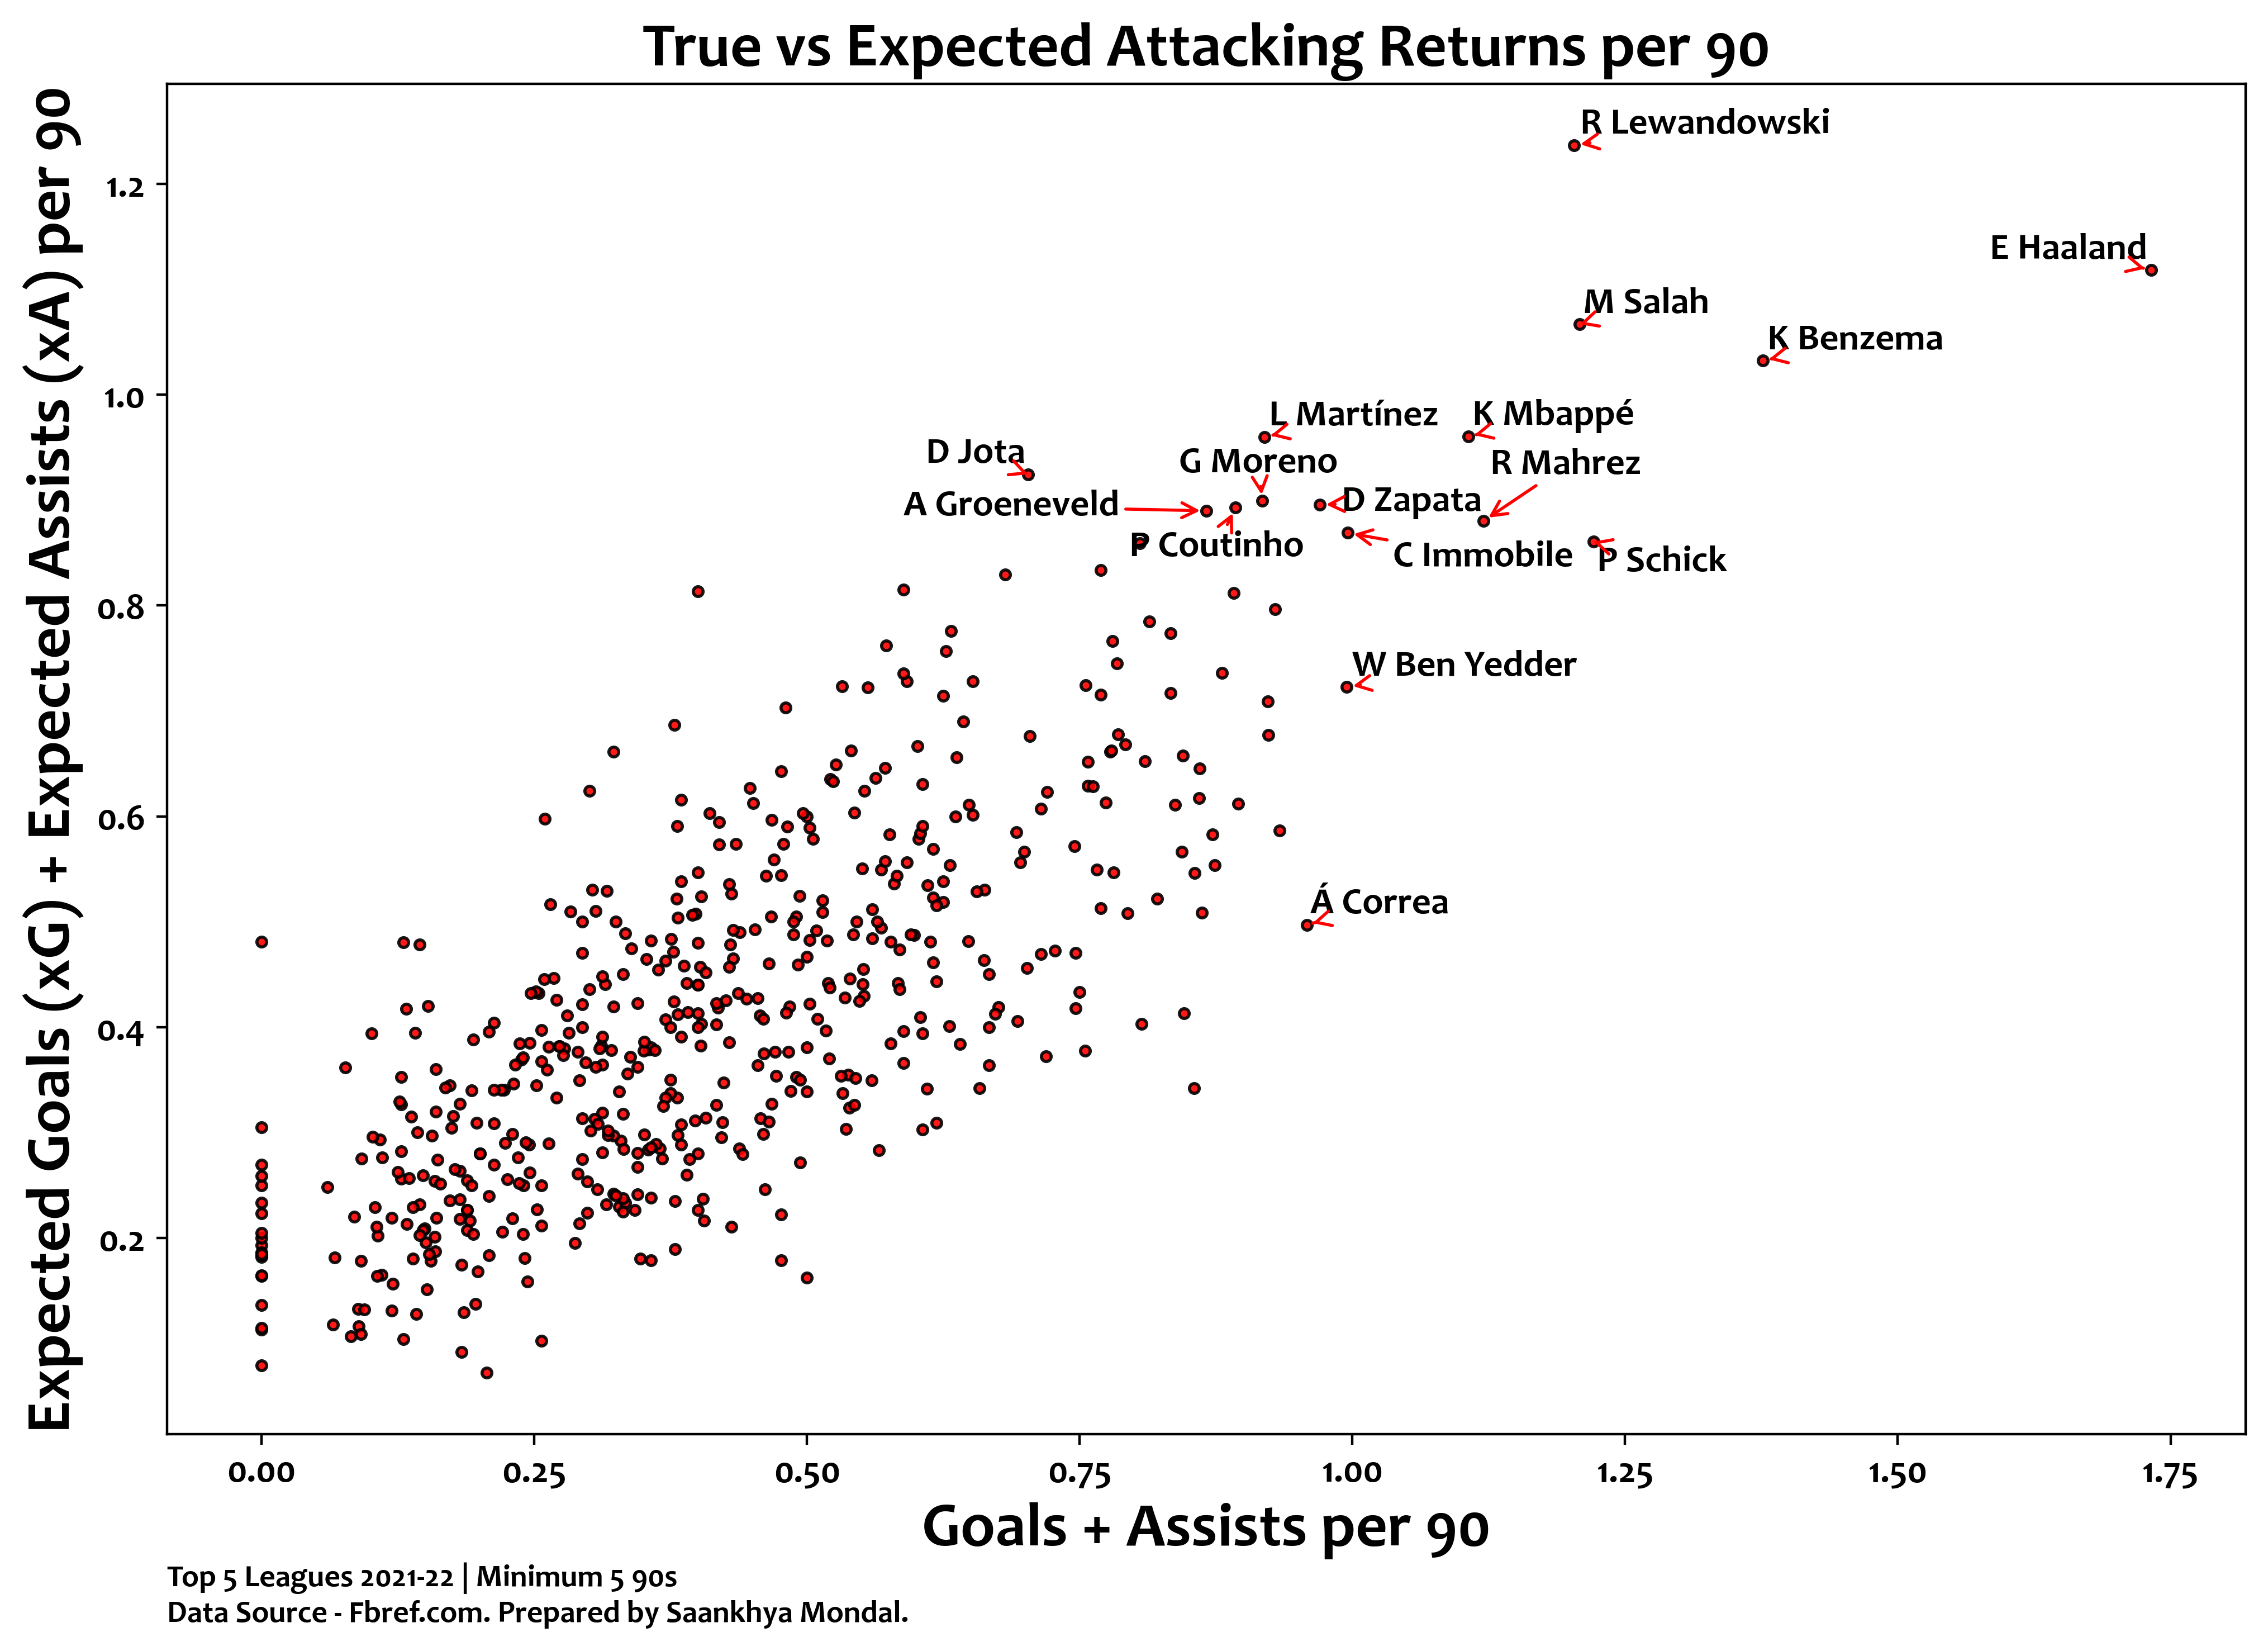 True vs Expected Attacking Returns per 90
Expected Goals (xG) + Expected Assists (xA) per 90
1.2
1.0
0.8
0.6
0.4
0.2
R Lewandowski
E Haaland
M Salah
K Benzema
L Martínez
K Mbappé
D Jota
G Moreno
R Mahrez
A Groeneveld
D Zapata
P Coutinho
C Immobile
P Schick
W Ben Yedder
Á Correa
0.00
0.25
0.50
0.75
1.00
1.25
1.50
1.75
Goals + Assists per 90
Top 5 Leagues 2021-22 | Minimum 5 90s
Data Source - Fbref.com. Prepared by Saankhya Mondal.